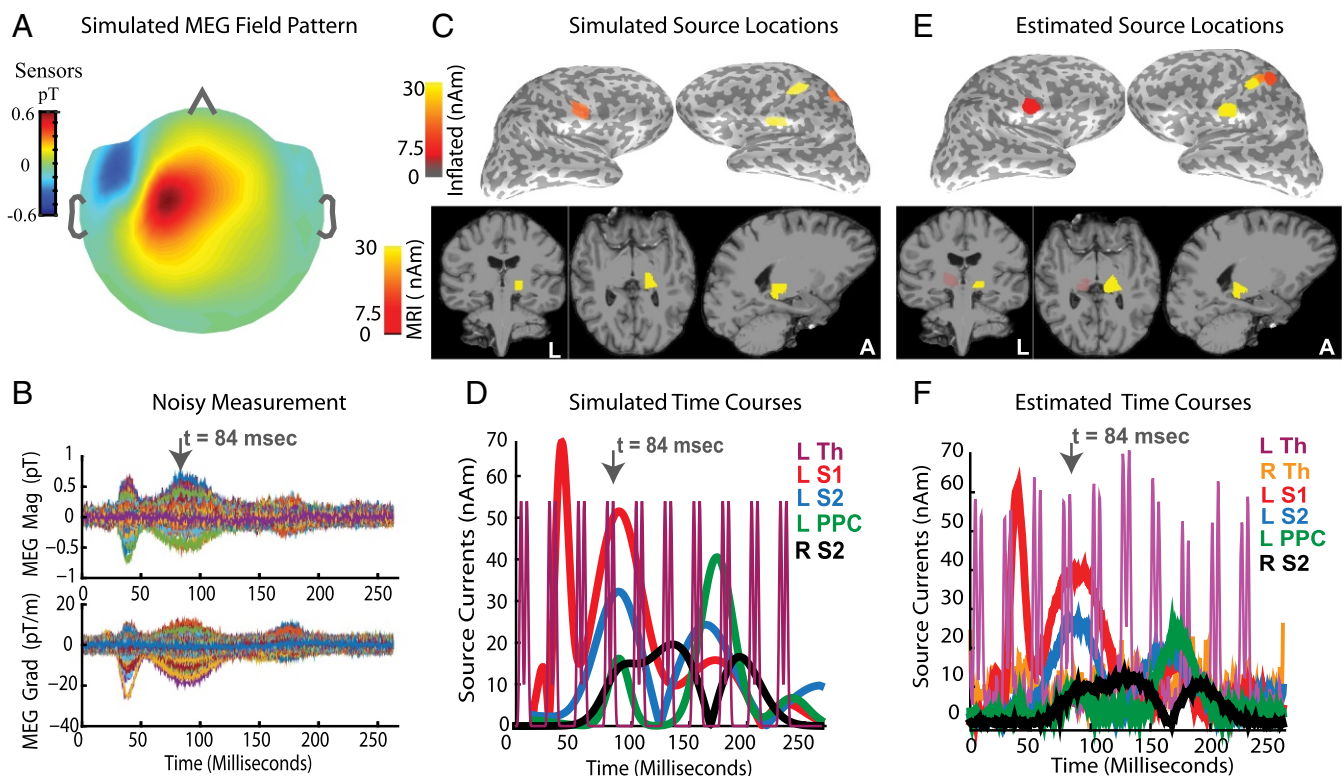 A
Simulated MEG Field Pattern
Sensors
pT
0.6
0
-0.6
30
7.5
0
MRI ( nAm)
C
Simulated Source Locations
30
7.5
0
Inflated (nAm)
L
A
E
Estimated Source Locations
L
A
B
Noisy Measurement
t = 84 msec
MEG Mag (pT)
1
0.5
0
−0.5
−1
0 50 100 150 200 250
MEG Grad (pT/m)
20
0
−20
−40
0 50 100 150 200 250
Time (Milliseconds)
D
Simulated Time Courses
t = 84 msec
L Th
L S1
L S2
L PPC
R S2
Source Currents (nAm)
70
60
50
40
30
20
10
0
0 50 100 150 200 250
Time (Milliseconds)
F
Estimated Time Courses
t = 84 msec
L Th
R Th
L S1
L S2
L PPC
R S2
Source Currents (nAm)
70
60
50
40
30
20
10
0
0 50 100 150 200 250
Time (Milliseconds)